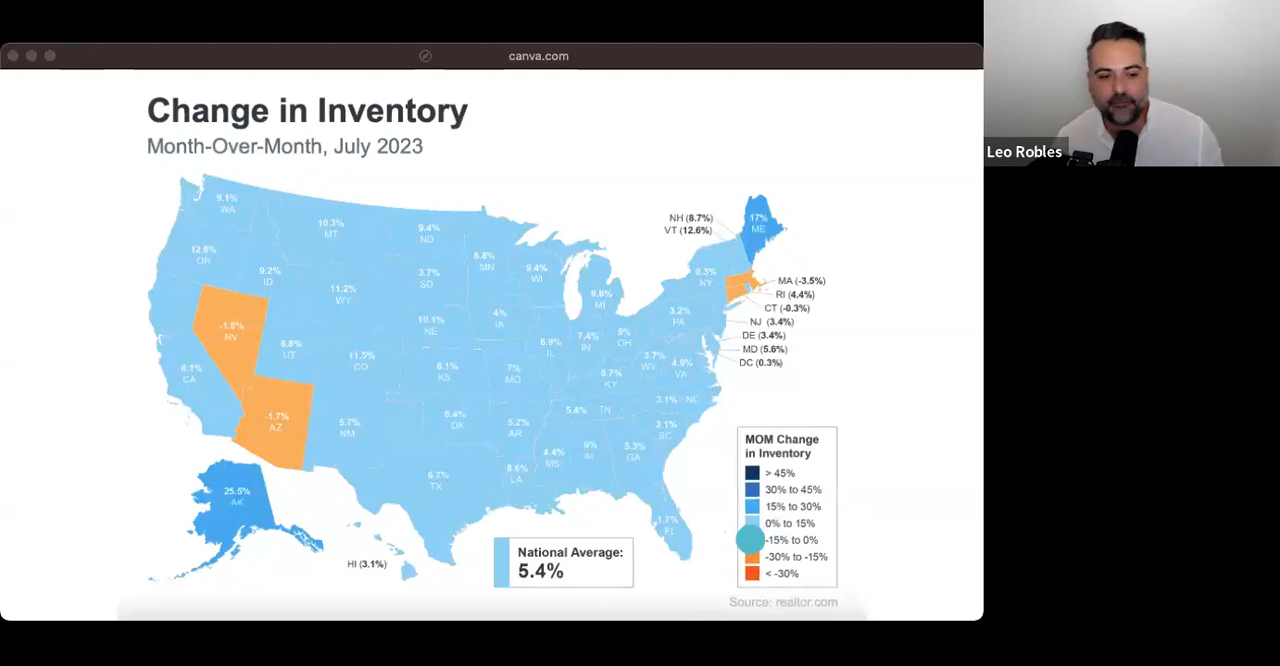 canva.com
Change in Inventory
Month-Over-Month, July 2023
Leo Robles
9.1%
WA
10.3%
MT
9.4%
ND
6.8%
MN
9.4%
WI
NH (8.7%)
VT (12.6%)
17%
ME
12.6%
OR
9.2%
ID
11.2%
WY
3.7%
SD
9.8%
MI
0.3%
NY
MA (-3.5%)
RI (4.4%)
CT (-0.3%)
NJ (3.4%)
DE (3.4%)
MD (5.6%)
DC (0.3%)
-1.8%
NV
6.8%
UT
10.1%
NE
4%
IA
6.9%
IL
7.4%
IN
5%
OH
3.2%
PA
6.1%
CA
11.5%
CO
6.1%
KS
7%
MO
5.7%
KY
3.7%
WV
4.9%
VA
-1.7%
AZ
5.7%
NM
6.4%
OK
5.2%
AR
5.4% TN
3.1% NC
3.1%
SC
4.4%
MS
6%
AL
5.3%
GA
6.7%
TX
8.6%
LA
1.7%
FL
25.5%
AK
HI (3.1%)
National Average:
5.4%
MOM Change
in Inventory
> 45%
30% to 45%
15% to 30%
0% to 15%
-15% to 0%
-30% to -15%
< -30%
Source: realtor.com